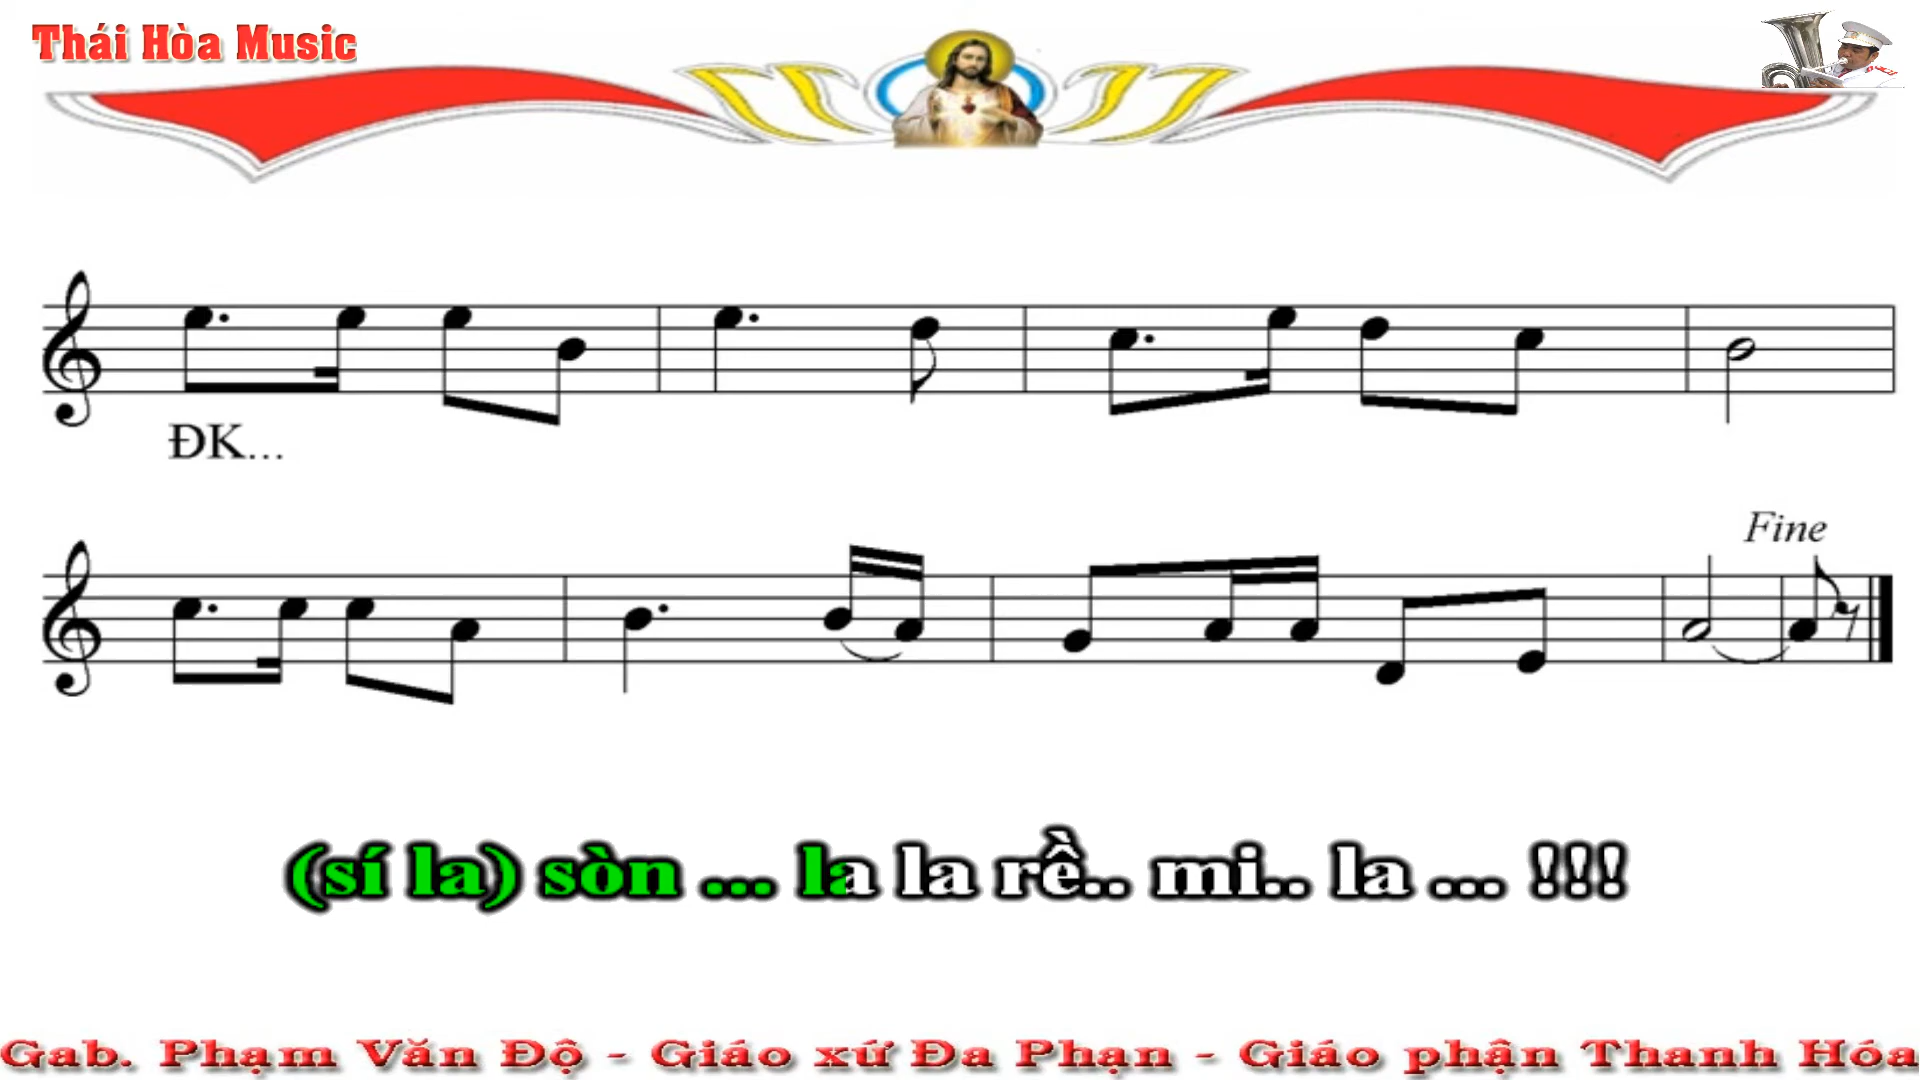 Thái Hòa Music
ĐK...
Fine
(sí la) sòn ... la la rề.. mi.. la ... !!!
Gab. Phạm Văn Độ - Giáo xứ Đa Phạn - Giáo phận Thanh Hóa